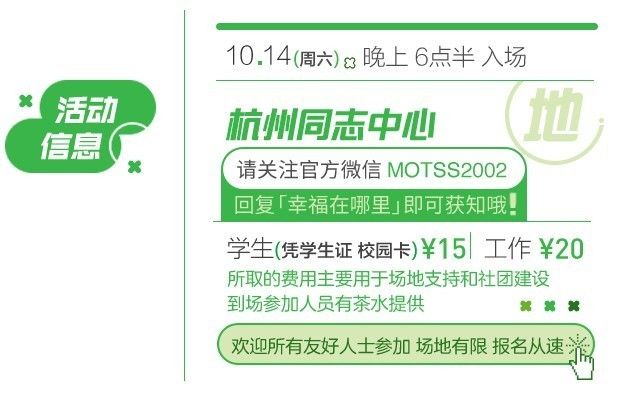 活动
信息
10.14(周六) 晚上 6点半 入场
地
杭州同志中心
请关注官方微信 MOTSS2002
回复「幸福在哪里」即可获知哦!
学生(凭学生证 校园卡)¥15 工作 ¥20
所取的费用主要用于场地支持和社团建设
到场参加人员有茶水提供
欢迎所有友好人士参加 场地有限 报名从速